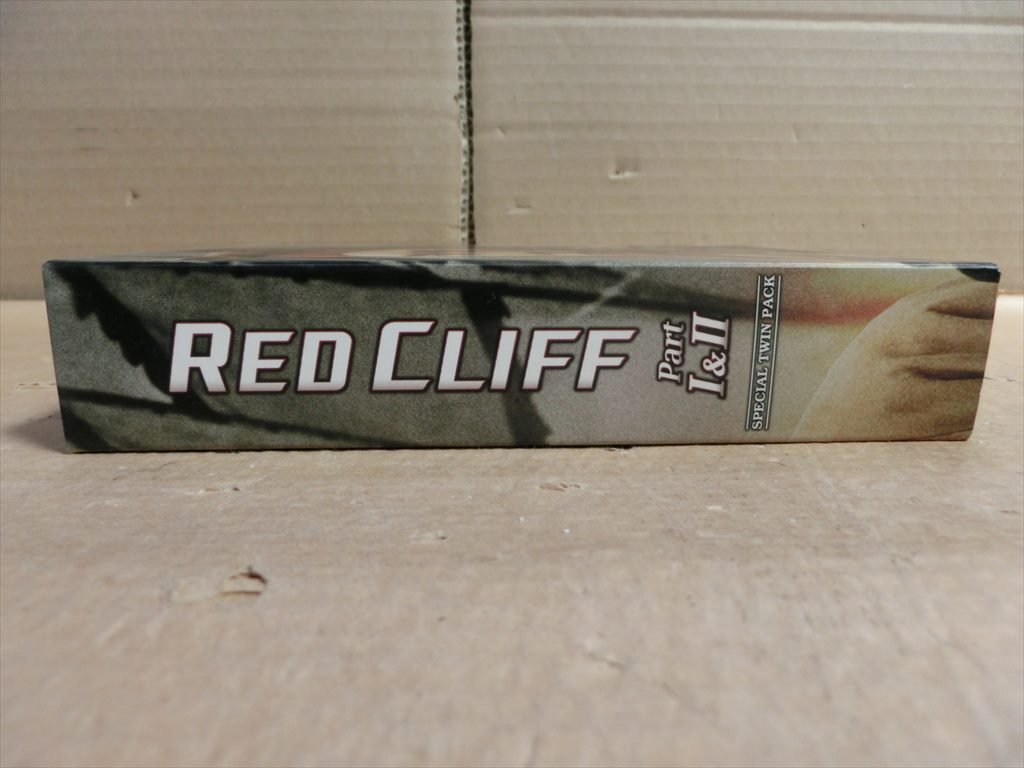 RED CLIFF
Part
I&II
SPECIAL TWIN PACK